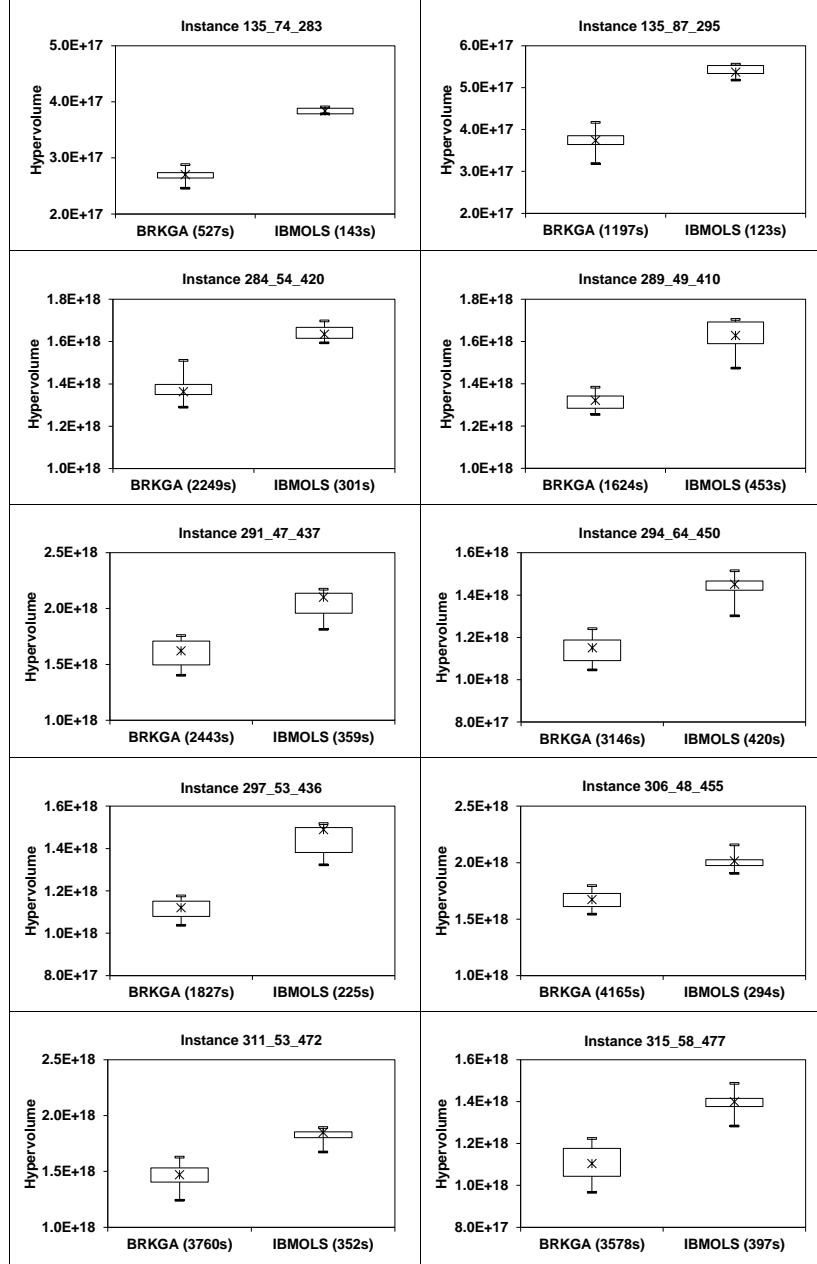 Instance 135_74_283
5.0E+17
4.0E+17
3.0E+17
2.0E+17
Hypervolume
BRKGA (527s) IBMOLS (143s)
Instance 135_87_295
6.0E+17
5.0E+17
4.0E+17
3.0E+17
2.0E+17
Hypervolume
BRKGA (1197s) IBMOLS (123s)
Instance 284_54_420
1.8E+18
1.6E+18
1.4E+18
1.2E+18
1.0E+18
Hypervolume
BRKGA (2249s) IBMOLS (301s)
Instance 289_49_410
1.8E+18
1.6E+18
1.4E+18
1.2E+18
1.0E+18
Hypervolume
BRKGA (1624s) IBMOLS (453s)
Instance 291_47_437
2.5E+18
2.0E+18
1.5E+18
1.0E+18
Hypervolume
BRKGA (2443s) IBMOLS (359s)
Instance 294_64_450
1.6E+18
1.4E+18
1.2E+18
1.0E+18
8.0E+17
Hypervolume
BRKGA (3146s) IBMOLS (420s)
Instance 297_53_436
1.6E+18
1.4E+18
1.2E+18
1.0E+18
8.0E+17
Hypervolume
BRKGA (1827s) IBMOLS (225s)
Instance 306_48_455
2.5E+18
2.0E+18
1.5E+18
1.0E+18
Hypervolume
BRKGA (4165s) IBMOLS (294s)
Instance 311_53_472
2.5E+18
2.0E+18
1.5E+18
1.0E+18
Hypervolume
BRKGA (3760s) IBMOLS (352s)
Instance 315_58_477
1.6E+18
1.4E+18
1.2E+18
1.0E+18
8.0E+17
Hypervolume
BRKGA (3578s) IBMOLS (397s)